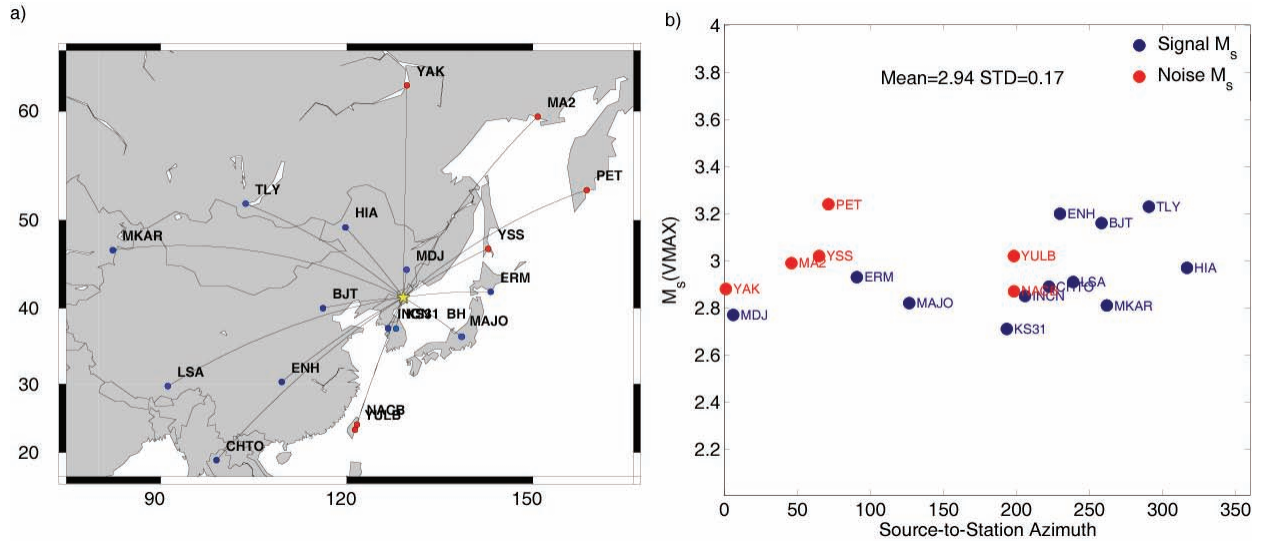 a)
YAK
MA2
60
PET
TLY
50
HIA
MKAR
YSS
MDJ
ERM
BJT
40
INCN KS31 BH
MAJO
LSA
ENH
30
NACB
YULB
CHTO
20
90 120 150
b)
4
Signal Ms
3.8
Mean=2.94 STD=0.17
Noise Ms
3.6
3.4
PET
TLY
3.2
ENH
BJT
YSS
YULB
3
MA2
HIA
ERM
LSA
YAK
NACB
CHTO
INCN
2.8
MAJO
MKAR
MDJ
KS31
2.6
2.4
2.2
Ms(VMAX)
0 50 100 150 200 250 300 350
Source-to-Station Azimuth